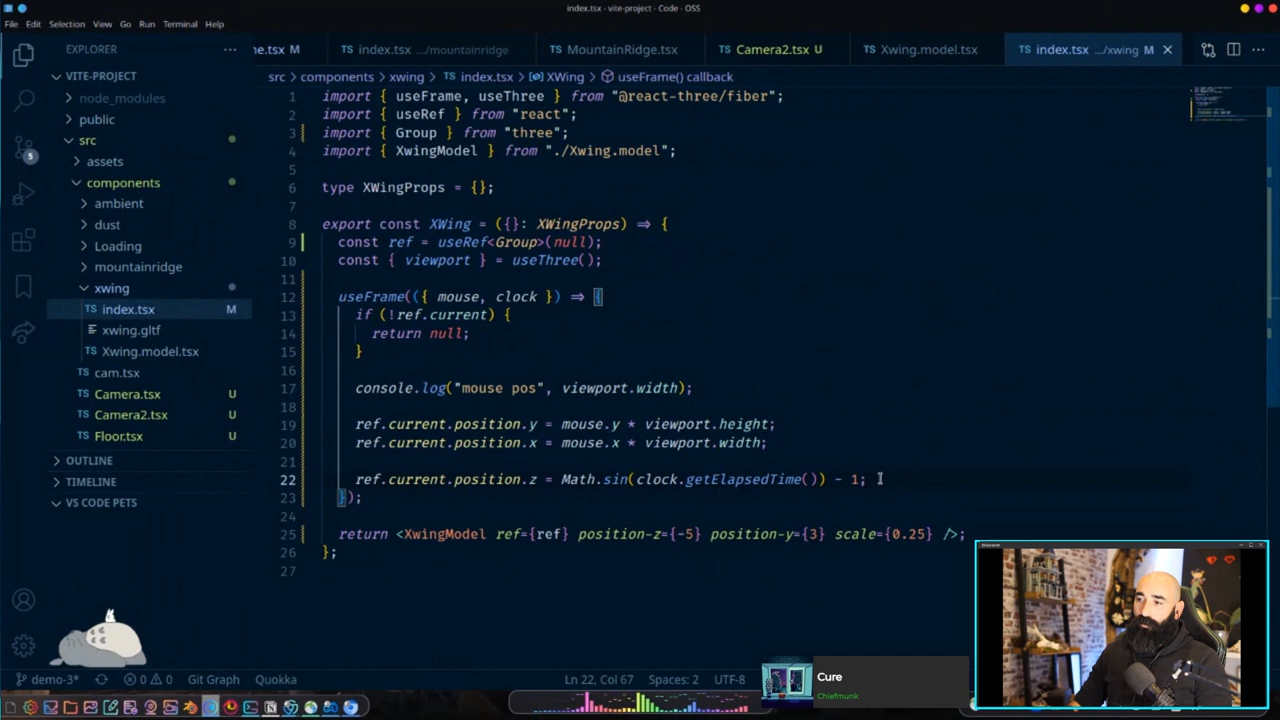 index.tsx - vite-project - Code - OSS
File Edit Selection View Go Run Terminal Help
EXPLORER
ne.tsx M
index.tsx .../mountainridge
MountainRidge.tsx
Camera2.tsx U
Xwing.model.tsx
index.tsx .../xwing M
VITE-PROJECT
node_modules
public
src
assets
components
ambient
dust
Loading
mountainridge
xwing
index.tsx M
xwing.gltf
Xwing.model.tsx
cam.tsx
Camera.tsx U
Camera2.tsx U
Floor.tsx U
OUTLINE
TIMELINE
VS CODE PETS
5
src > components > xwing > index.tsx > XWing > useFrame() callback
1 import { useFrame, useThree } from "@react-three/fiber";
2 import { useRef } from "react";
3 import { Group } from "three";
4 import { XwingModel } from "./Xwing.model";
5
6 type XWingProps = {};
7
8 export const XWing = ({}: XWingProps) => {
9 const ref = useRef<Group>(null);
10 const { viewport } = useThree();
11
12 useFrame(({ mouse, clock }) => {
13 if (!ref.current) {
14 return null;
15 }
16
17 console.log("mouse pos", viewport.width);
18
19 ref.current.position.y = mouse.y * viewport.height;
20 ref.current.position.x = mouse.x * viewport.width;
21
22 ref.current.position.z = Math.sin(clock.getElapsedTime()) - 1;
23 });
24
25 return <XwingModel ref={ref} position-z={-5} position-y={3} scale={0.25} />;
26 };
27
Discord
Cure
Chiefmunk
demo-3* 0 0 Git Graph Quokka Ln 22, Col 67 Spaces: 2 UTF-8